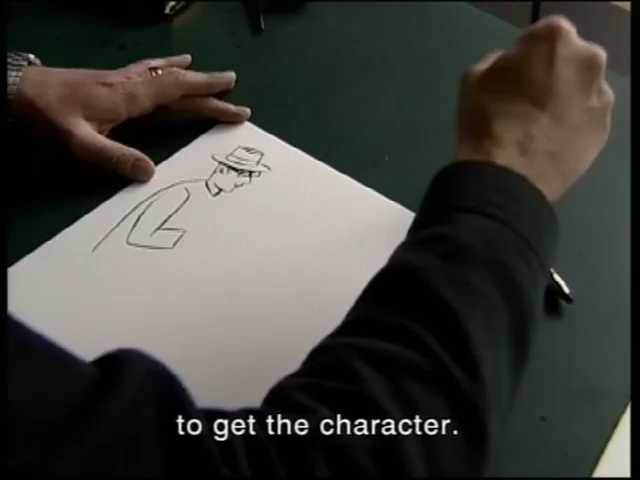 to get the character.